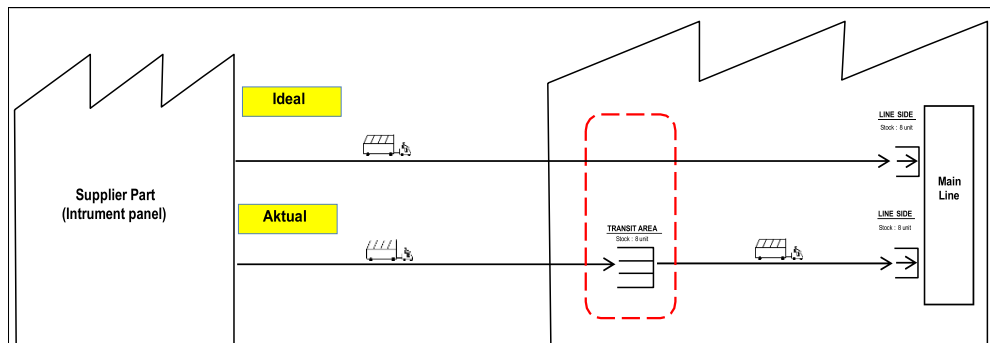 Ideal
LINE SIDE
Stock : 8 unit
Supplier Part
(Intrument panel)
Main
Line
Aktual
LINE SIDE
Stock : 8 unit
TRANSIT AREA
Stock : 8 unit